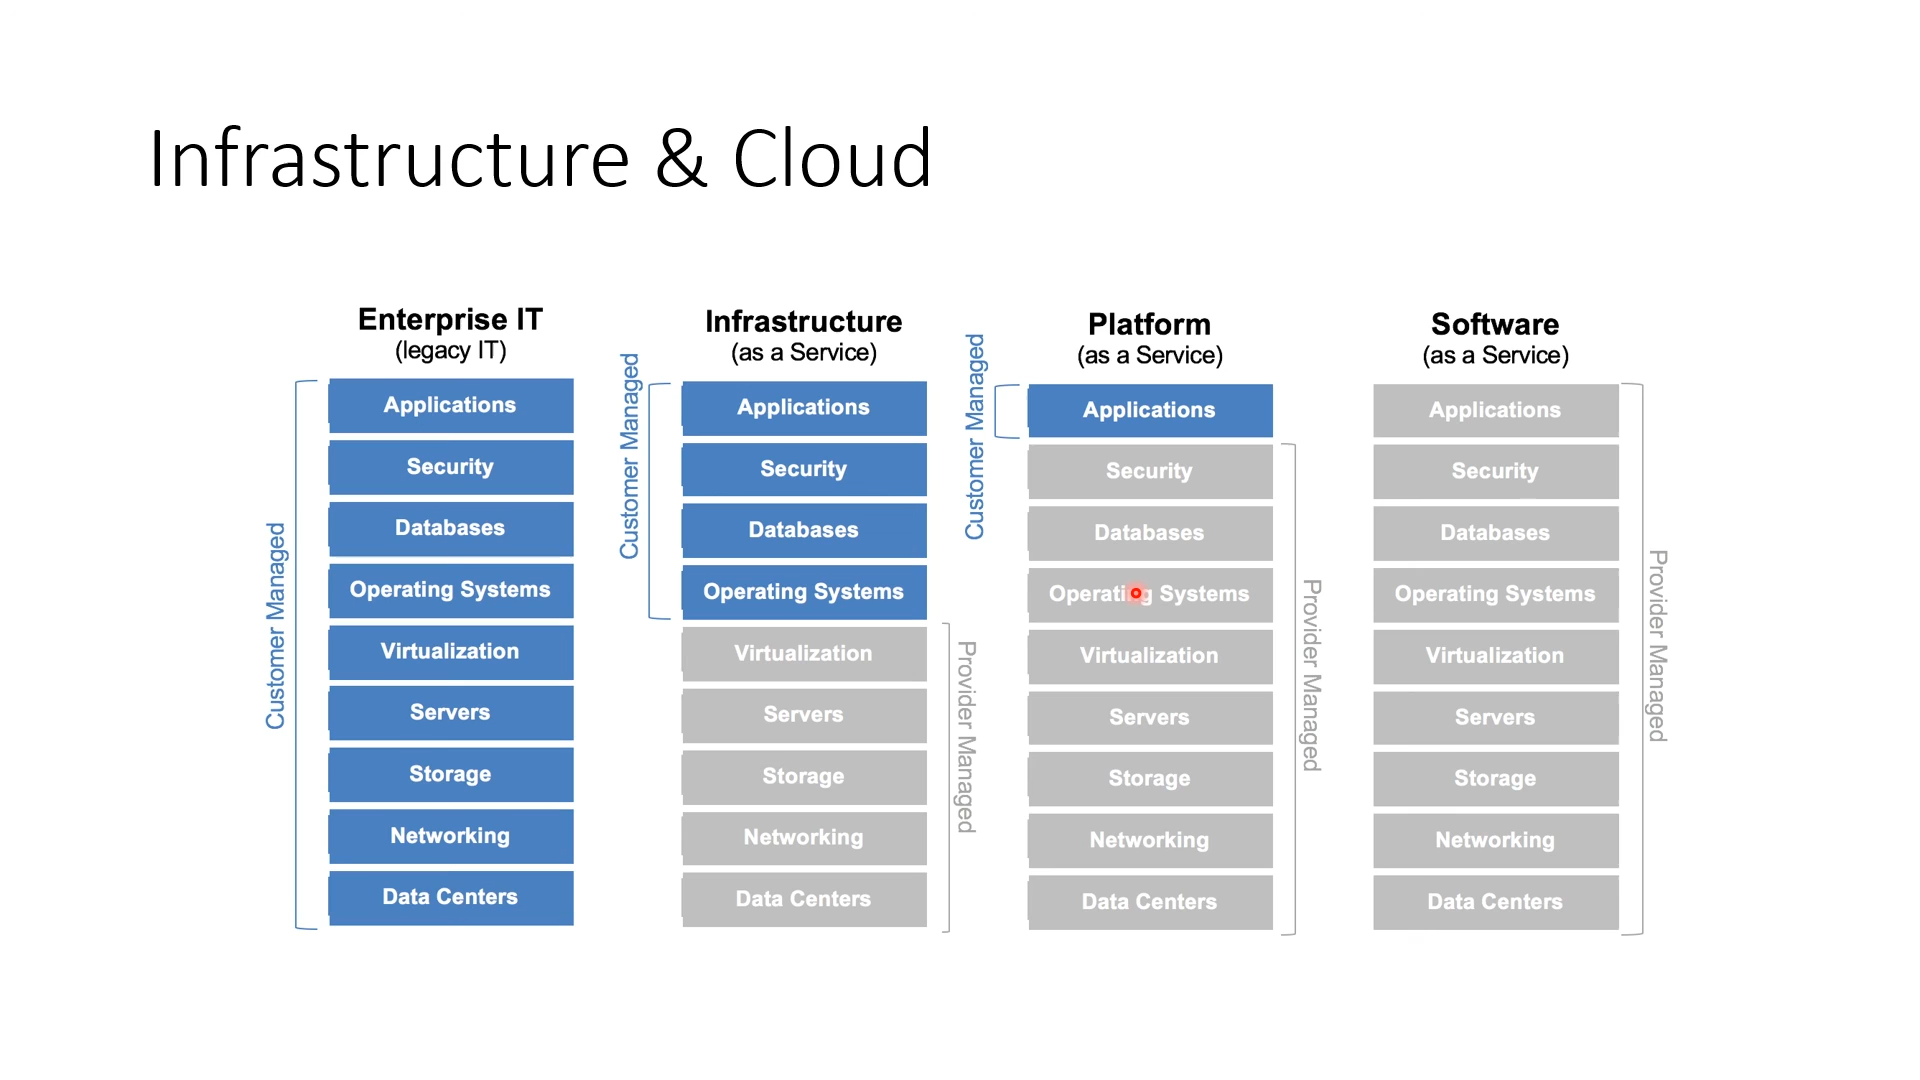 Infrastructure & Cloud
Enterprise IT
(legacy IT)
Customer Managed
Applications
Security
Databases
Operating Systems
Virtualization
Servers
Storage
Networking
Data Centers
Infrastructure
(as a Service)
Customer Managed
Applications
Security
Databases
Operating Systems
Virtualization
Servers
Storage
Networking
Data Centers
Provider Managed
Platform
(as a Service)
Customer Managed
Applications
Security
Databases
Operating Systems
Virtualization
Servers
Storage
Networking
Data Centers
Provider Managed
Software
(as a Service)
Applications
Security
Databases
Operating Systems
Virtualization
Servers
Storage
Networking
Data Centers
Provider Managed